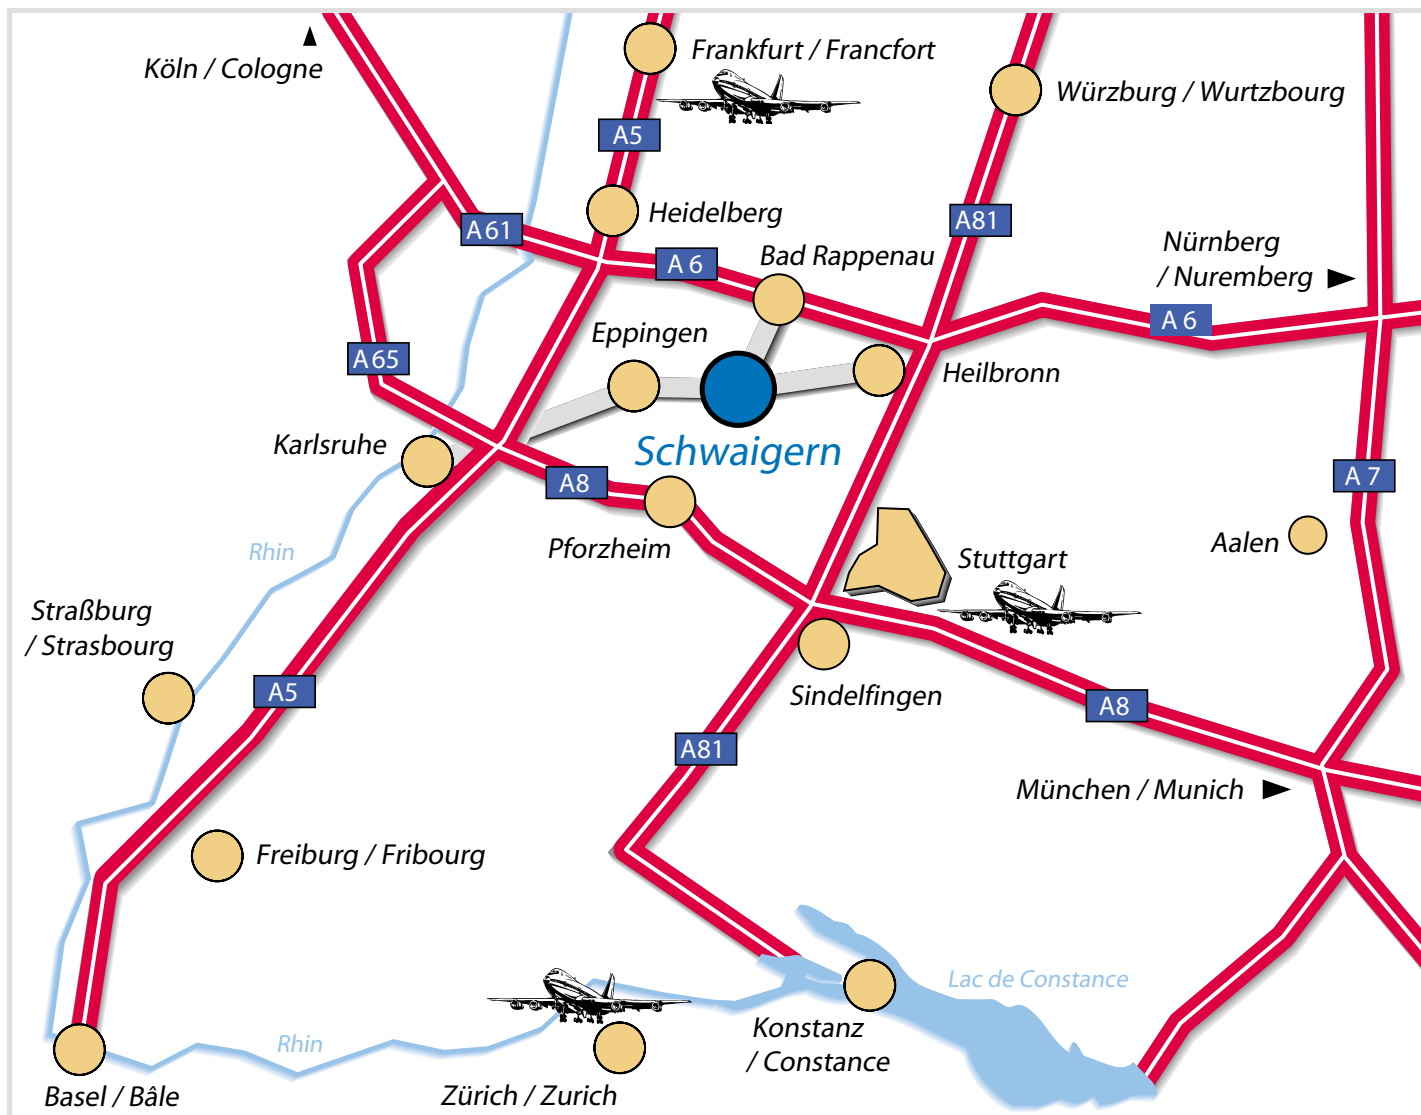 Köln / Cologne
Frankfurt / Francfort
Würzburg / Wurtzbourg
A5
Heidelberg
A61
A81
A 6
Bad Rappenau
Nürnberg
/ Nuremberg
A 6
Eppingen
A65
Heilbronn
Karlsruhe
Schwaigern
A8
A 7
Pforzheim
Rhin
Stuttgart
Aalen
Straßburg
/ Strasbourg
A5
Sindelfingen
A8
A81
München / Munich
Freiburg / Fribourg
Lac de Constance
Konstanz
/ Constance
Rhin
Basel / Bâle
Zürich / Zurich